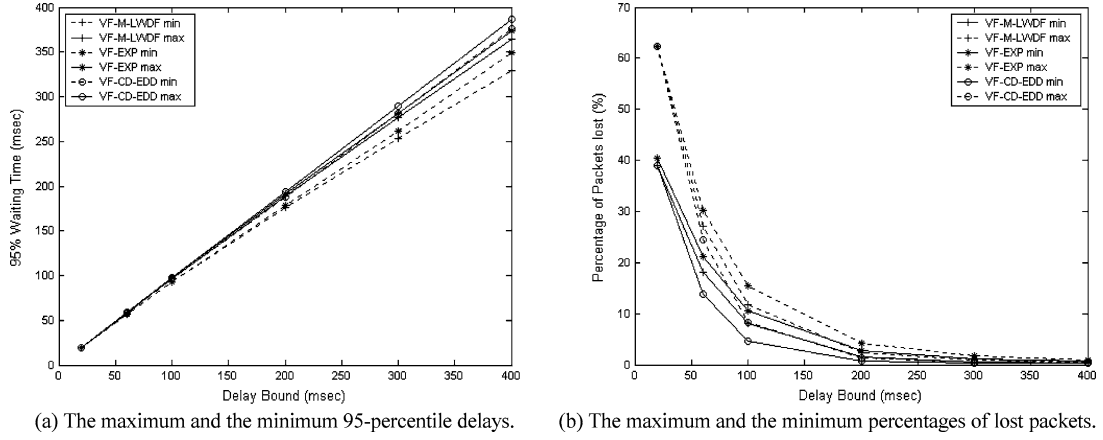 400
350
300
250
200
150
100
50
0
95% Waiting Time (msec)
VF-M-LWDF min
VF-M-LWDF max
VF-EXP min
VF-EXP max
VF-CD-EDD min
VF-CD-EDD max
0 50 100 150 200 250 300 350 400
Delay Bound (msec)
(a) The maximum and the minimum 95-percentile delays.
70
60
50
40
30
20
10
0
Percentage of Packets lost (%)
VF-M-LWDF min
VF-M-LWDF max
VF-EXP min
VF-EXP max
VF-CD-EDD min
VF-CD-EDD max
0 50 100 150 200 250 300 350 400
Delay Bound (msec)
(b) The maximum and the minimum percentages of lost packets.